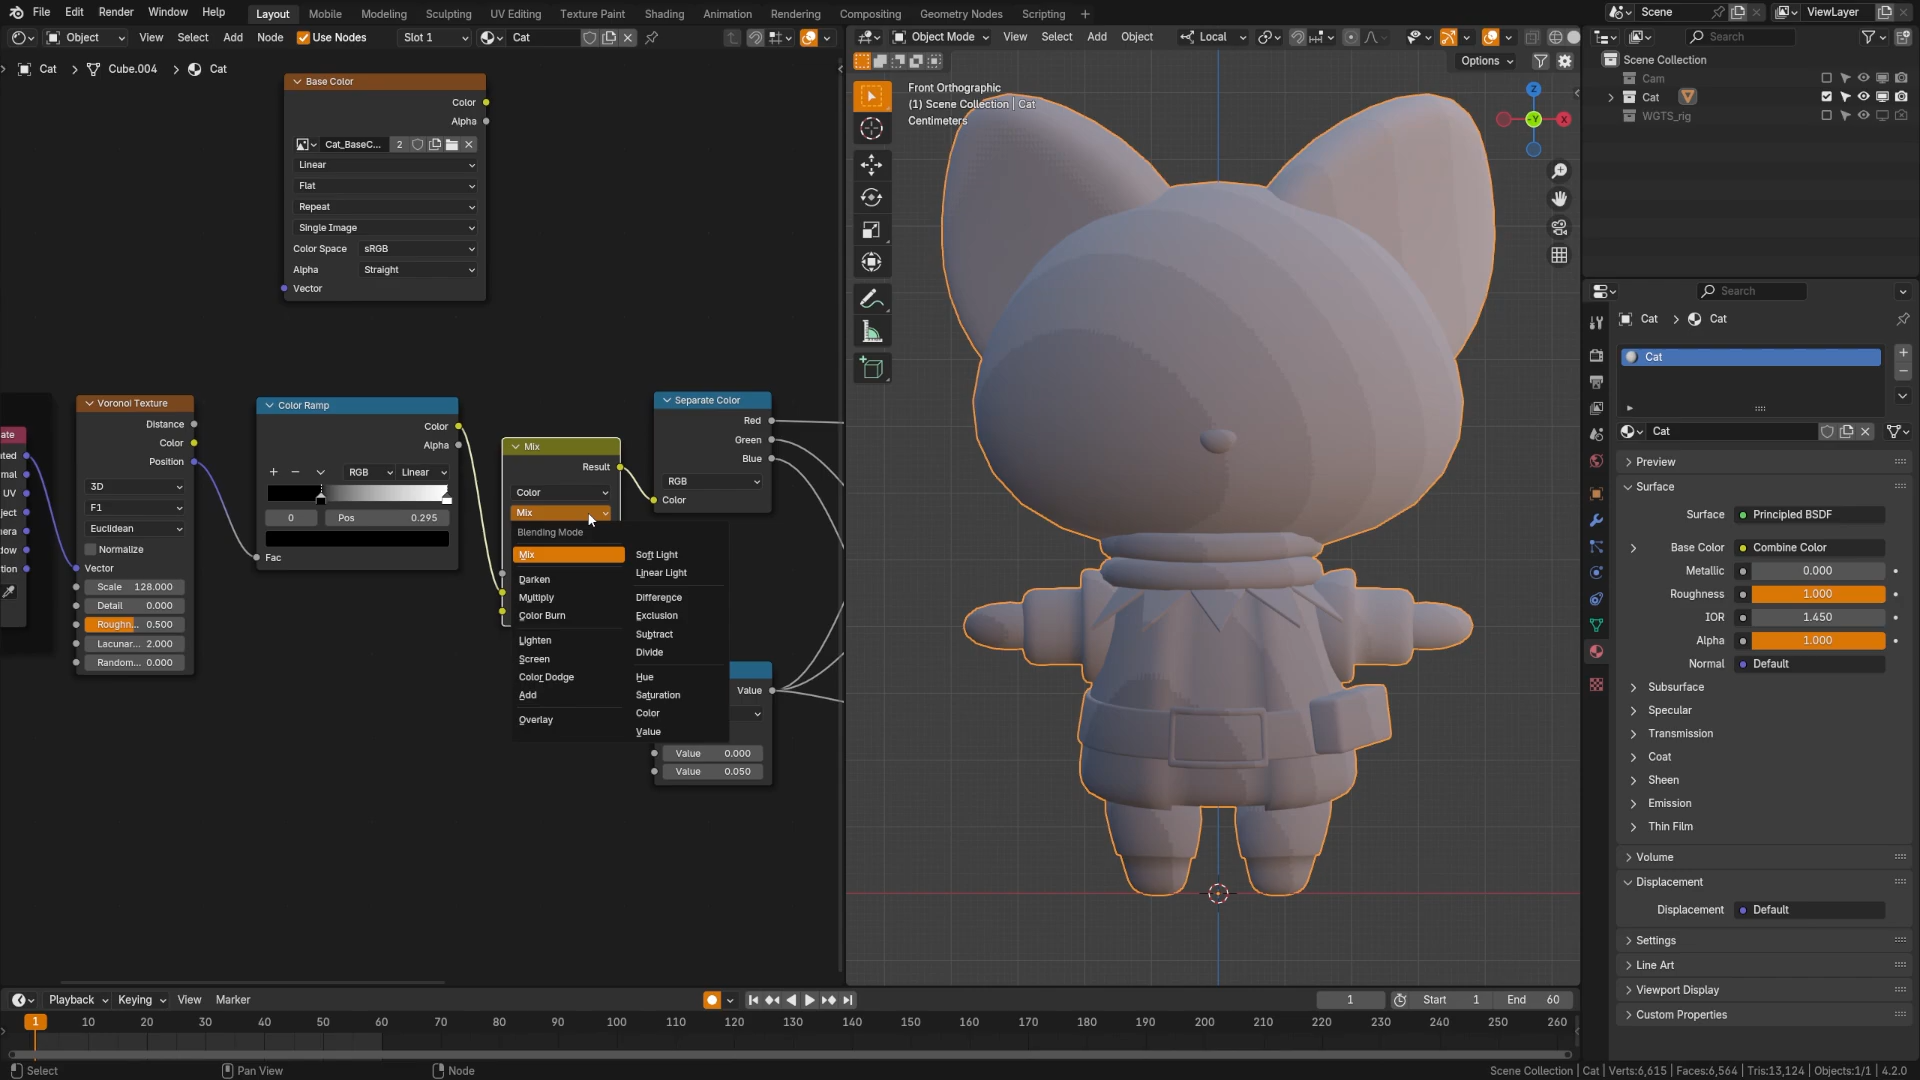 File Edit Render Window Help Layout Mobile Modeling Sculpting UV Editing Texture Paint Shading Animation Rendering Compositing Geometry Nodes Scripting + Scene ViewLayer
Object View Select Add Node Use Nodes Slot 1 Cat
Object Mode View Select Add Object Local
Search
Cat > Cube.004 > Cat
Options
Base Color
Color
Alpha
Cat_BaseC... 2
Linear
Flat
Repeat
Single Image
Color Space sRGB
Alpha Straight
Vector
ate
ted
mal
UV
ject
era
dow
tion
Voronoi Texture
Distance
Color
Position
3D
F1
Euclidean
Normalize
Vector
Scale 128.000
Detail 0.000
Roughn... 0.500
Lacunar... 2.000
Random... 0.000
Color Ramp
Color
Alpha
+ − RGB Linear
0 Pos 0.295
Fac
Mix
Result
Color
Mix
Blending Mode
Mix
Darken
Multiply
Color Burn
Lighten
Screen
Color Dodge
Add
Overlay
Soft Light
Linear Light
Difference
Exclusion
Subtract
Divide
Hue
Saturation
Color
Value
Separate Color
Red
Green
Blue
RGB
Color
Value
Value 0.000
Value 0.050
Front Orthographic
(1) Scene Collection | Cat
Centimeters
Z
-Y
X
Scene Collection
Cam
Cat
WGTS_rig
Search
Cat > Cat
Cat
Cat
Preview
Surface
Surface Principled BSDF
Base Color Combine Color
Metallic 0.000
Roughness 1.000
IOR 1.450
Alpha 1.000
Normal Default
Subsurface
Specular
Transmission
Coat
Sheen
Emission
Thin Film
Volume
Displacement
Displacement Default
Settings
Line Art
Viewport Display
Custom Properties
Playback Keying View Marker 1 Start 1 End 60
1 10 20 30 40 50 60 70 80 90 100 110 120 130 140 150 160 170 180 190 200 210 220 230 240 250 260
Select Pan View Node Scene Collection | Cat | Verts:6,615 | Faces:6,564 | Tris:13,124 | Objects:1/1 | 4.2.0